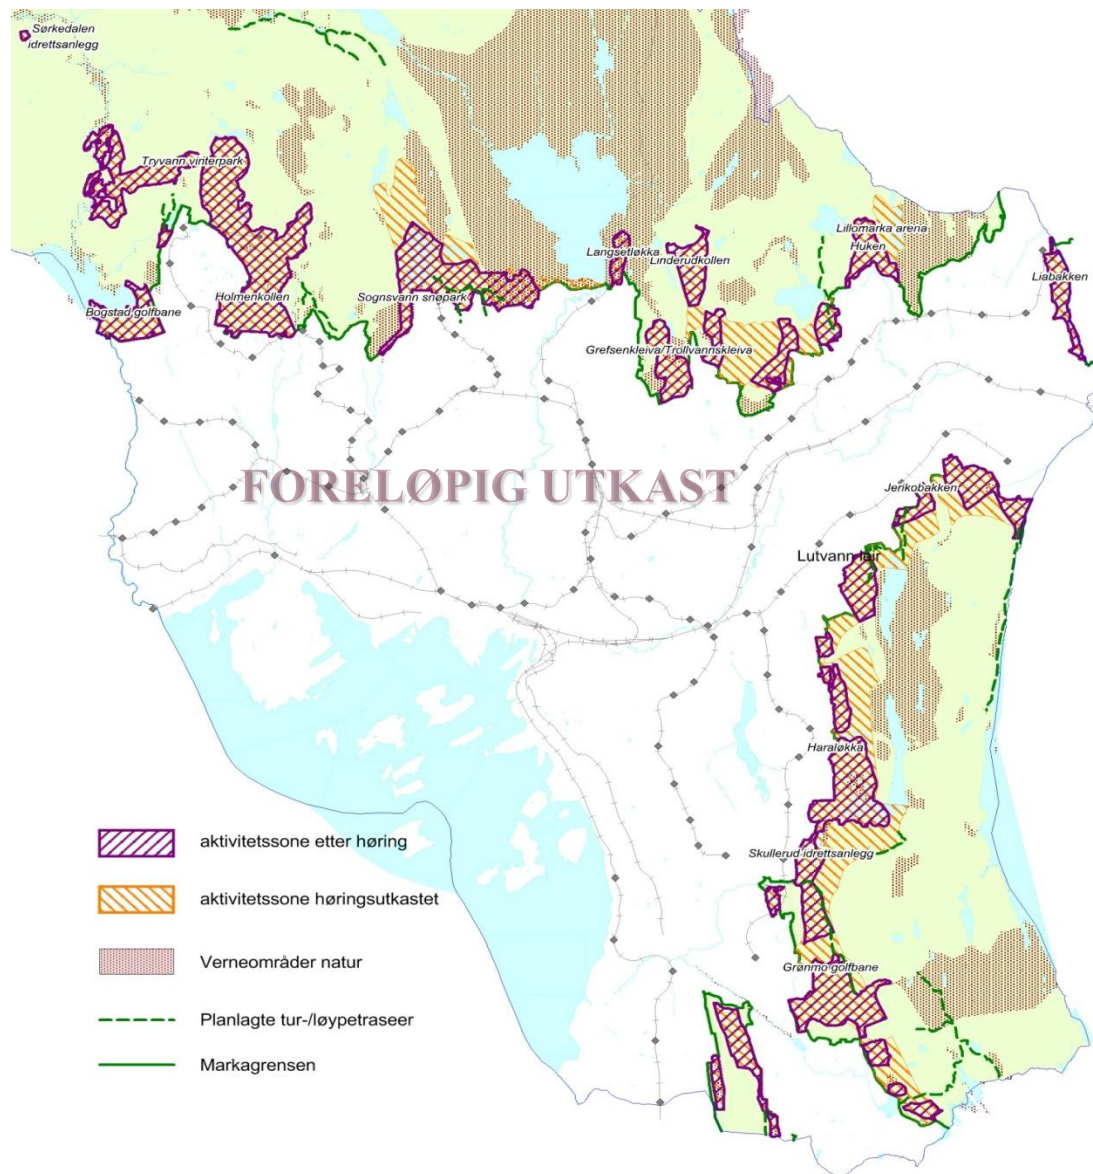 Sørkedalen
idrettsanlegg
Tryvann vinterpark
Lillomarka arena
Huken
Langsetløkka
Linderudkollen
Liabakken
Holmenkollen
Sognsvann snøpark
Bogstad golfbane
Grefsenkleiva/Trollvannskleiva
FORELØPIG UTKAST
Jerikobakken
Lutvann leir
Haraløkka
Skullerud idrettsanlegg
Grønmo golfbane
aktivitetssone etter høring
aktivitetssone høringsutkastet
Verneområder natur
Planlagte tur-/løypetraseer
Markagrensen